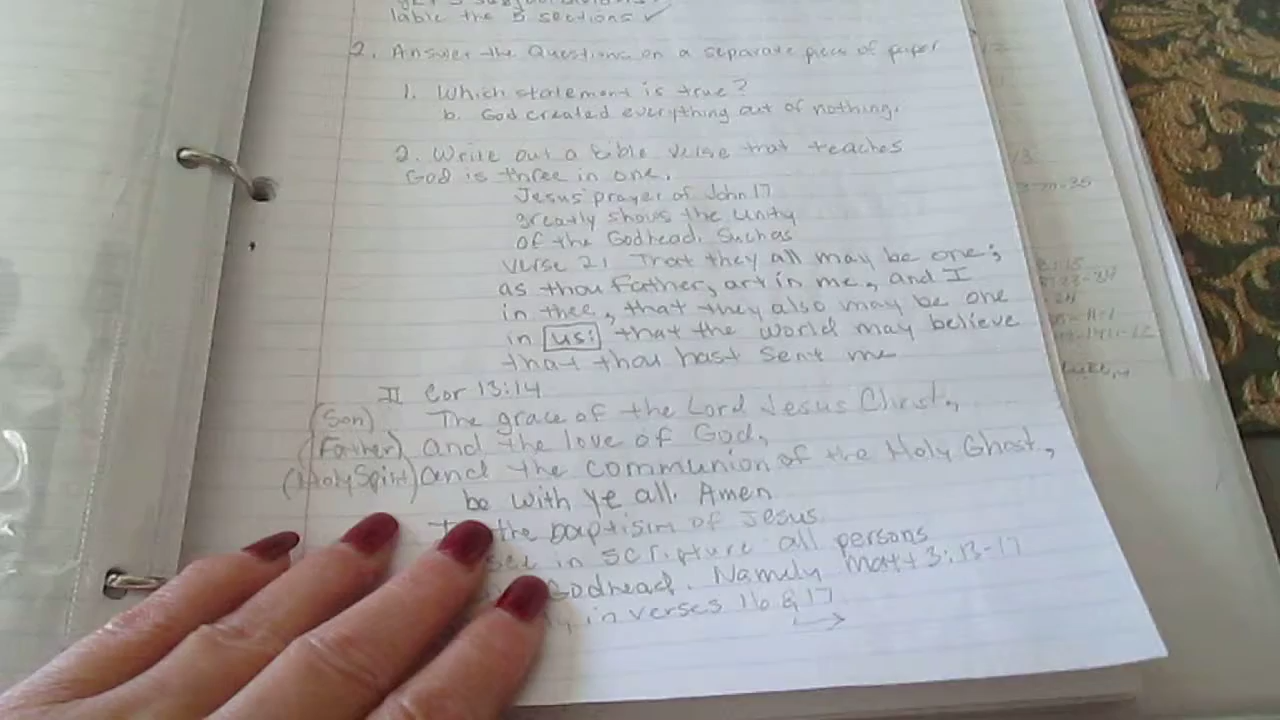 lable the 3 sections ✓
2. Answer the Questions on a separate piece of paper
1. Which statement is true?
b. God created everything out of nothing.
2. Write out a Bible verse that teaches
God is three in one.
Jesus' prayer of John 17
greatly shows the unity
of the Godhead. Such as
verse 21 That they all may be one;
as thou Father, art in me, and I
in thee, that they also may be one
in us: that the world may believe
that thou hast sent me
II Cor 13:14
(Son) The grace of the Lord Jesus Christ,
(Father) and the love of God,
(Holy Spirit) and the communion of the Holy Ghost,
be with ye all. Amen
the baptism of Jesus
see in scripture all persons
Godhead. Namely Matt 3:13-17
in verses 16 & 17
→